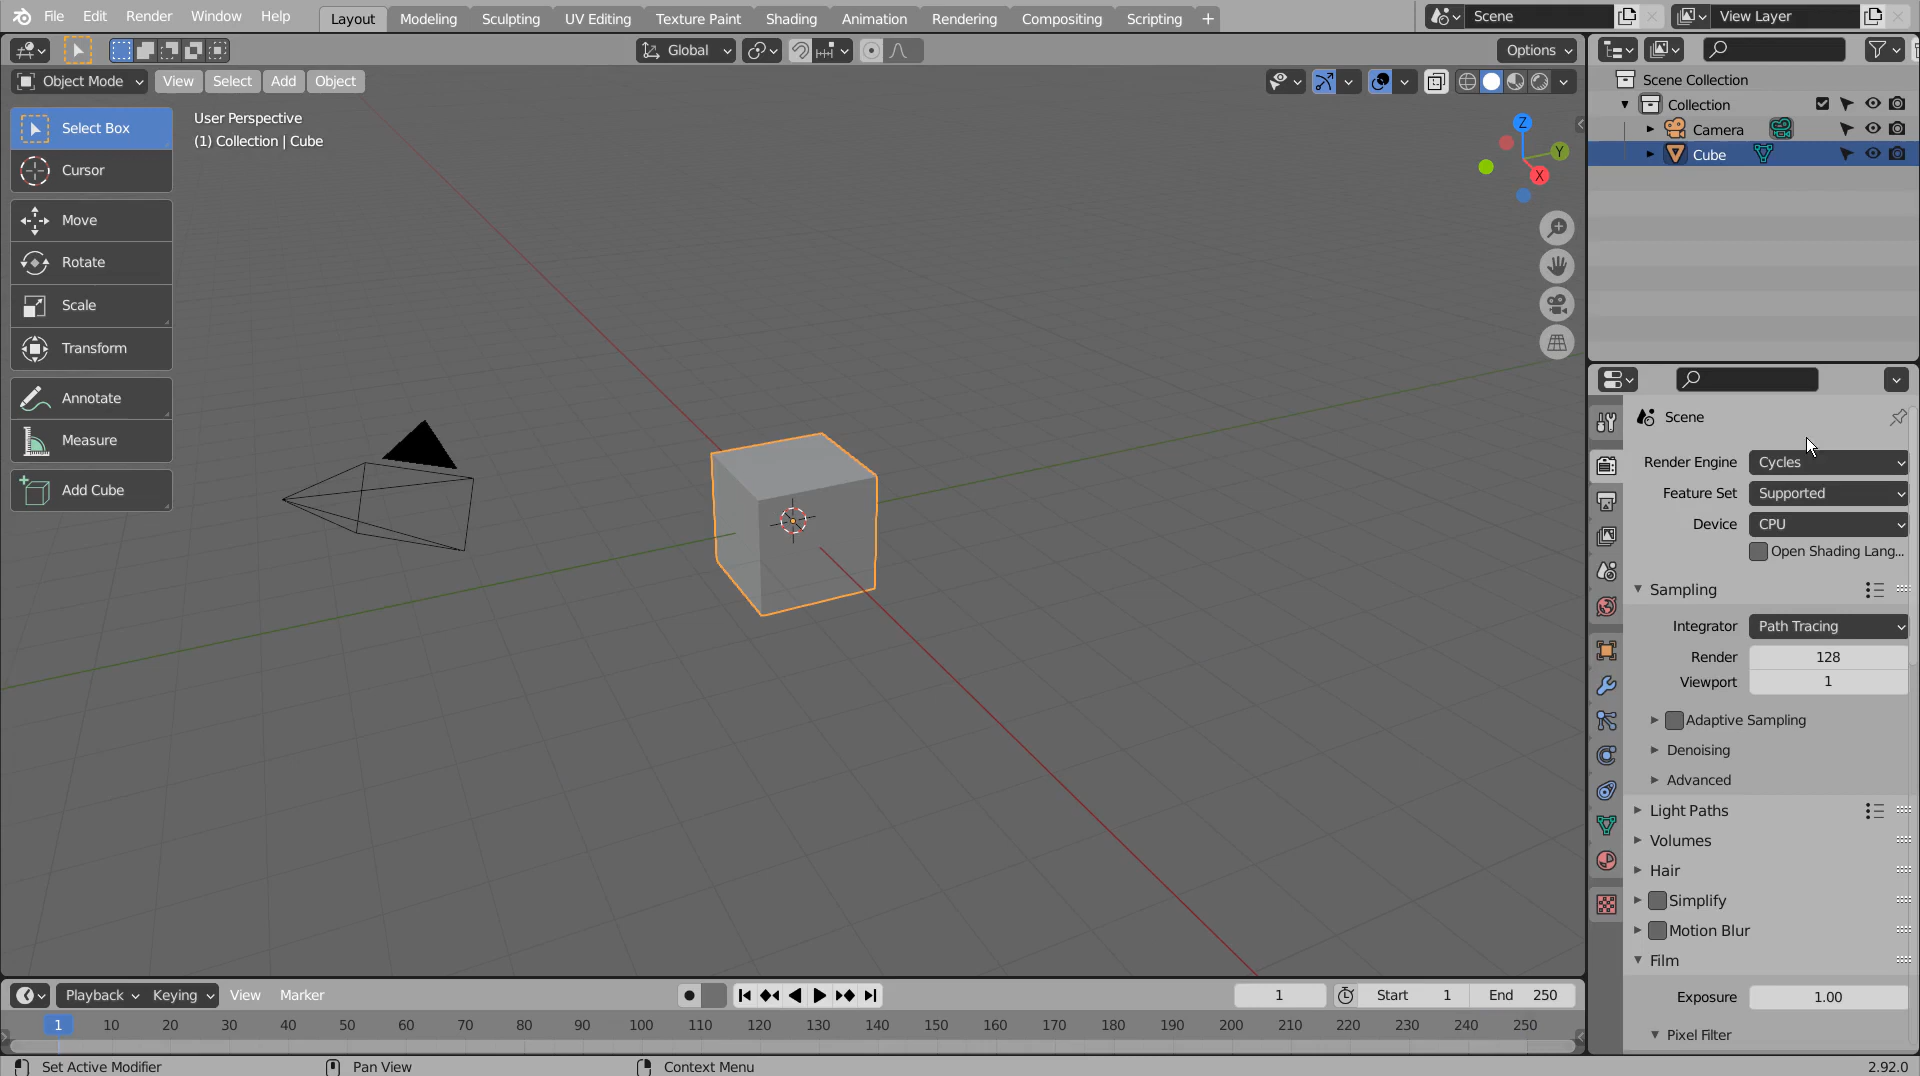 File Edit Render Window Help Layout Modeling Sculpting UV Editing Texture Paint Shading Animation Rendering Compositing Scripting + Scene View Layer
Global Options
Object Mode View Select Add Object
Select Box
Cursor
Move
Rotate
Scale
Transform
Annotate
Measure
Add Cube
User Perspective
(1) Collection | Cube
Z
Y
X
Scene Collection
Collection
Camera
Cube
Scene
Render Engine Cycles
Feature Set Supported
Device CPU
Open Shading Lang...
Sampling
Integrator Path Tracing
Render 128
Viewport 1
Adaptive Sampling
Denoising
Advanced
Light Paths
Volumes
Hair
Simplify
Motion Blur
Film
Exposure 1.00
Pixel Filter
Playback Keying View Marker 1 Start 1 End 250
1 10 20 30 40 50 60 70 80 90 100 110 120 130 140 150 160 170 180 190 200 210 220 230 240 250
Set Active Modifier Pan View Context Menu 2.92.0